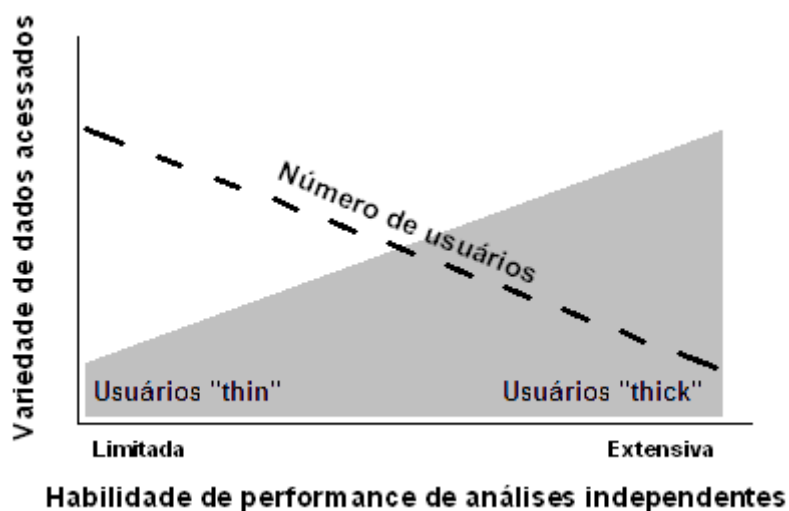 Variedade de dados acessados
Número de usuários
Usuários "thin"
Usuários "thick"
Limitada
Extensiva
Habilidade de performance de análises independentes